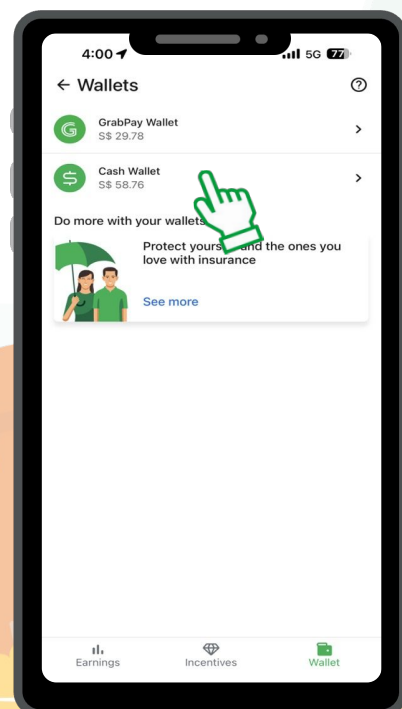 4:00
5G 77
← Wallets
GrabPay Wallet
S$ 29.78
Cash Wallet
S$ 58.76
Do more with your wallets
Protect and the ones you
love with insurance
See more
Earnings
Incentives
Wallet